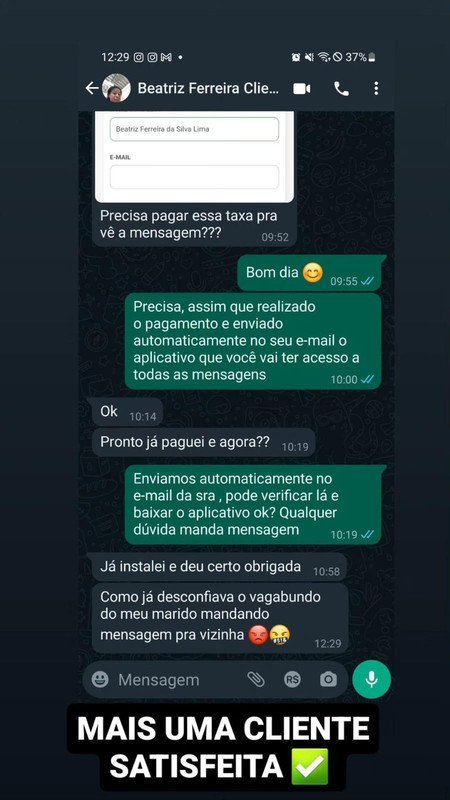 12:29
37%
Beatriz Ferreira Clie...
Beatriz Ferreira da Silva Lima
E-MAIL
Precisa pagar essa taxa pra
vê a mensagem???
09:52
Bom dia 😊
09:55
Precisa, assim que realizado
o pagamento e enviado
automaticamente no seu e-mail o
aplicativo que você vai ter acesso a
todas as mensagens
10:00
Ok
10:14
Pronto já paguei e agora??
10:19
Enviamos automaticamente no
e-mail da sra , pode verificar lá e
baixar o aplicativo ok? Qualquer
dúvida manda mensagem
10:19
Já instalei e deu certo obrigada
10:58
Como já desconfiava o vagabundo
do meu marido mandando
mensagem pra vizinha 😡🤬
12:29
Mensagem
R$
MAIS UMA CLIENTE
SATISFEITA ✅